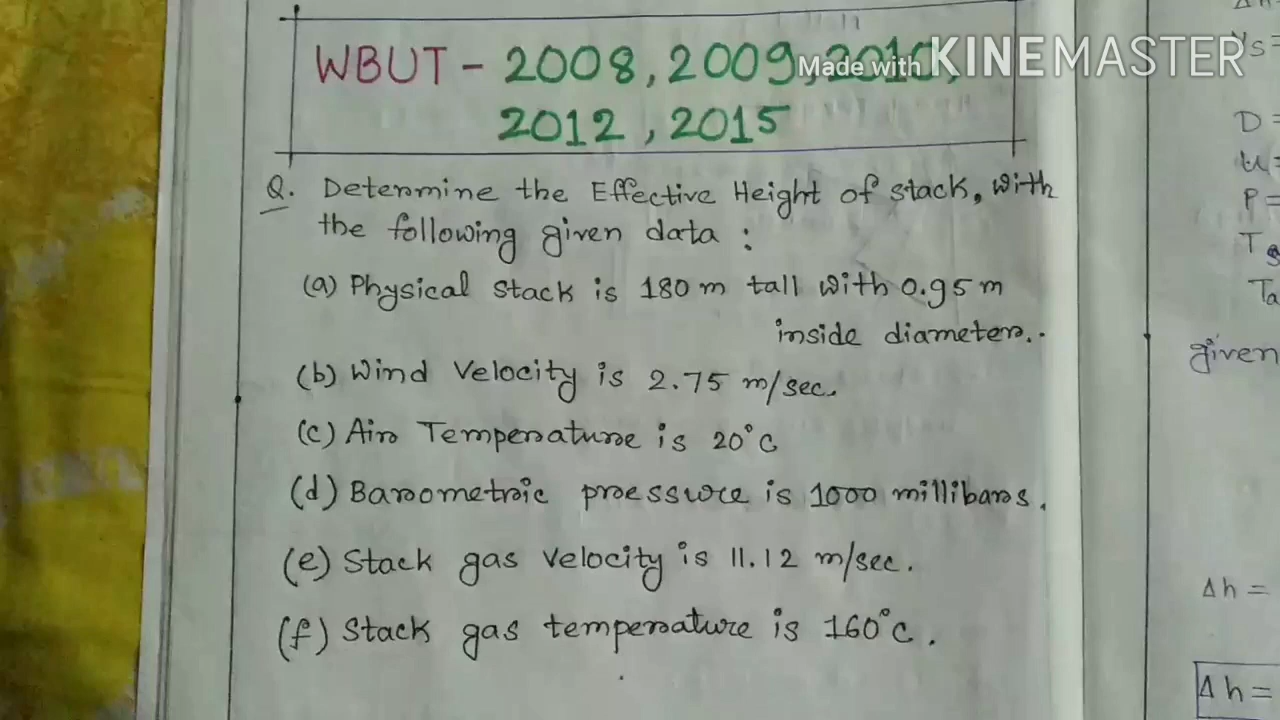 WBUT - 2008, 2009, 2010,
2012, 2015
Made with KINEMASTER
Q. Determine the Effective Height of stack, with
the following given data :
(a) Physical stack is 180 m tall with 0.95 m
inside diameter.
(b) Wind Velocity is 2.75 m/sec.
(c) Air Temperature is 20°C
(d) Barometric pressure is 1000 millibars.
(e) Stack gas velocity is 11.12 m/sec.
(f) Stack gas temperature is 160°C.
D =
u =
P =
Ts
Ta
given
Δh =
Δh =